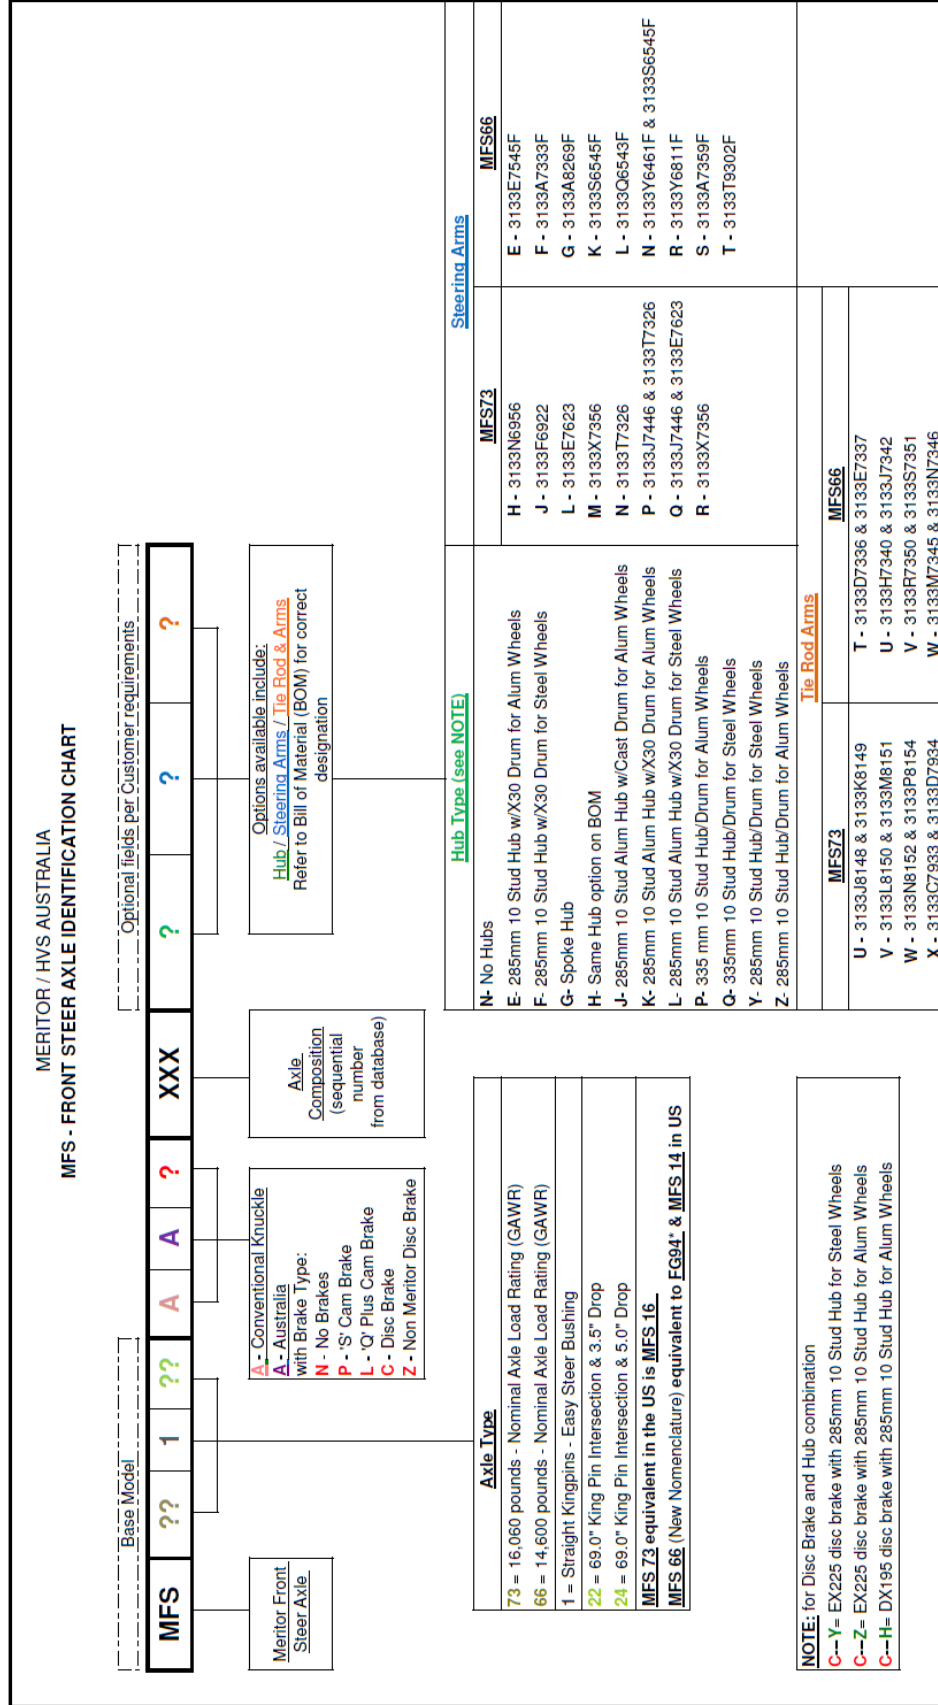 MERITOR / HVS AUSTRALIA
MFS - FRONT STEER AXLE IDENTIFICATION CHART
Base Model
Optional fields per Customer requirements
MFS ?? 1 ?? A A ? XXX ? ? ?
Meritor Front
Steer Axle
A - Conventional Knuckle
A - Australia
with Brake Type:
N - No Brakes
P - 'S' Cam Brake
L - 'Q' Plus Cam Brake
C - Disc Brake
Z - Non Meritor Disc Brake
Axle
Composition
(sequential
number
from database)
Options available include:
Hub / Steering Arms / Tie Rod & Arms
Refer to Bill of Material (BOM) for correct
designation
Axle Type
73 = 16,060 pounds - Nominal Axle Load Rating (GAWR)
66 = 14,600 pounds - Nominal Axle Load Rating (GAWR)
1 = Straight Kingpins - Easy Steer Bushing
22 = 69.0" King Pin Intersection & 3.5" Drop
24 = 69.0" King Pin Intersection & 5.0" Drop
MFS 73 equivalent in the US is MFS 16
MFS 66 (New Nomenclature) equivalent to FG94* & MFS 14 in US
NOTE: for Disc Brake and Hub combination
C---Y= EX225 disc brake with 285mm 10 Stud Hub for Steel Wheels
C---Z= EX225 disc brake with 285mm 10 Stud Hub for Alum Wheels
C---H= DX195 disc brake with 285mm 10 Stud Hub for Alum Wheels
Hub Type (see NOTE)
N- No Hubs
E- 285mm 10 Stud Hub w/X30 Drum for Alum Wheels
F- 285mm 10 Stud Hub w/X30 Drum for Steel Wheels
G- Spoke Hub
H- Same Hub option on BOM
J- 285mm 10 Stud Alum Hub w/Cast Drum for Alum Wheels
K- 285mm 10 Stud Alum Hub w/X30 Drum for Alum Wheels
L- 285mm 10 Stud Alum Hub w/X30 Drum for Steel Wheels
P- 335 mm 10 Stud Hub/Drum for Alum Wheels
Q- 335mm 10 Stud Hub/Drum for Steel Wheels
Y- 285mm 10 Stud Hub/Drum for Steel Wheels
Z- 285mm 10 Stud Hub/Drum for Alum Wheels
Steering Arms
MFS73
H - 3133N6956
J - 3133F6922
L - 3133E7623
M - 3133X7356
N - 3133T7326
P - 3133J7446 & 3133T7326
Q - 3133J7446 & 3133E7623
R - 3133X7356
MFS66
E - 3133E7545F
F - 3133A7333F
G - 3133A8269F
K - 3133S6545F
L - 3133Q6543F
N - 3133Y6461F & 3133S6545F
R - 3133Y6811F
S - 3133A7359F
T - 3133T9302F
Tie Rod Arms
MFS73
U - 3133J8148 & 3133K8149
V - 3133L8150 & 3133M8151
W - 3133N8152 & 3133P8154
X - 3133C7933 & 3133D7934
MFS66
T - 3133D7336 & 3133E7337
U - 3133H7340 & 3133J7342
V - 3133R7350 & 3133S7351
W - 3133M7345 & 3133N7346